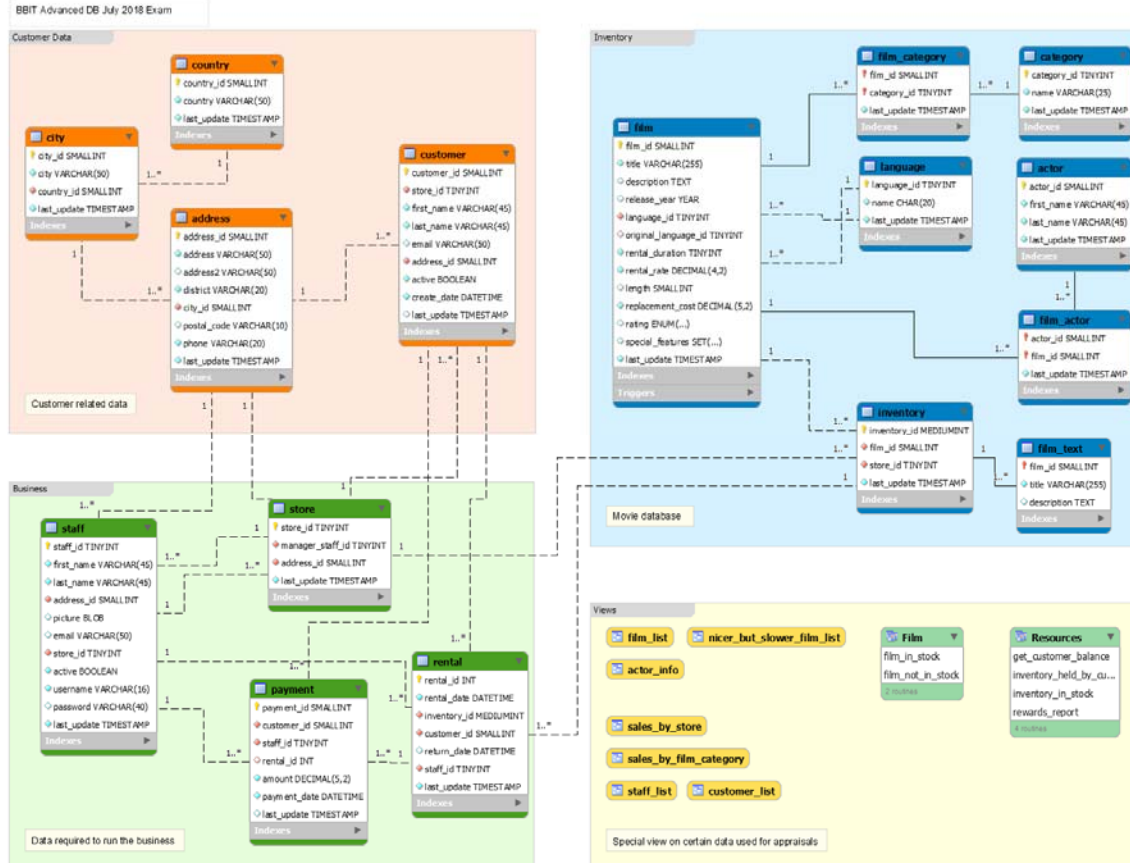 BBIT Advanced DB July 2018 Exam
Customer Data
country
country_id SMALLINT
country VARCHAR(50)
last_update TIMESTAMP
Indexes
city
city_id SMALLINT
city VARCHAR(50)
country_id SMALLINT
last_update TIMESTAMP
Indexes
customer
customer_id SMALLINT
store_id TINYINT
first_name VARCHAR(45)
last_name VARCHAR(45)
email VARCHAR(50)
address_id SMALLINT
active BOOLEAN
create_date DATETIME
last_update TIMESTAMP
Indexes
address
address_id SMALLINT
address VARCHAR(50)
address2 VARCHAR(50)
district VARCHAR(20)
city_id SMALLINT
postal_code VARCHAR(10)
phone VARCHAR(20)
last_update TIMESTAMP
Indexes
1
1..*
1
1..*
1
1..*
1
1
1
1..*
1
Customer related data
Inventory
film_category
film_id SMALLINT
category_id TINYINT
last_update TIMESTAMP
Indexes
category
category_id TINYINT
name VARCHAR(25)
last_update TIMESTAMP
Indexes
film
film_id SMALLINT
title VARCHAR(255)
description TEXT
release_year YEAR
language_id TINYINT
original_language_id TINYINT
rental_duration TINYINT
rental_rate DECIMAL(4,2)
length SMALLINT
replacement_cost DECIMAL(5,2)
rating ENUM(...)
special_features SET(...)
last_update TIMESTAMP
Indexes
Triggers
language
language_id TINYINT
name CHAR(20)
last_update TIMESTAMP
Indexes
actor
actor_id SMALLINT
first_name VARCHAR(45)
last_name VARCHAR(45)
last_update TIMESTAMP
Indexes
film_actor
actor_id SMALLINT
film_id SMALLINT
last_update TIMESTAMP
Indexes
inventory
inventory_id MEDIUMINT
film_id SMALLINT
store_id TINYINT
last_update TIMESTAMP
Indexes
film_text
film_id SMALLINT
title VARCHAR(255)
description TEXT
Indexes
1..*
1..*
1
1
1
1..*
1
1..*
1
1..*
1
1..*
1
1..*
1
1..*
1..*
1
Movie database
Business
staff
staff_id TINYINT
first_name VARCHAR(45)
last_name VARCHAR(45)
address_id SMALLINT
picture BLOB
email VARCHAR(50)
store_id TINYINT
active BOOLEAN
username VARCHAR(16)
password VARCHAR(40)
last_update TIMESTAMP
Indexes
store
store_id TINYINT
manager_staff_id TINYINT
address_id SMALLINT
last_update TIMESTAMP
Indexes
payment
payment_id SMALLINT
customer_id SMALLINT
staff_id TINYINT
rental_id INT
amount DECIMAL(5,2)
payment_date DATETIME
last_update TIMESTAMP
Indexes
rental
rental_id INT
rental_date DATETIME
inventory_id MEDIUMINT
customer_id SMALLINT
return_date DATETIME
staff_id TINYINT
last_update TIMESTAMP
Indexes
1..*
1
1
1..*
1..*
1
1
1
1..*
1..*
1
1..*
1..*
1
1..*
Data required to run the business
Views
film_list
nicer_but_slower_film_list
actor_info
sales_by_store
sales_by_film_category
staff_list
customer_list
Film
film_in_stock
film_not_in_stock
2 routines
Resources
get_customer_balance
inventory_held_by_cu...
inventory_in_stock
rewards_report
4 routines
Special view on certain data used for appraisals